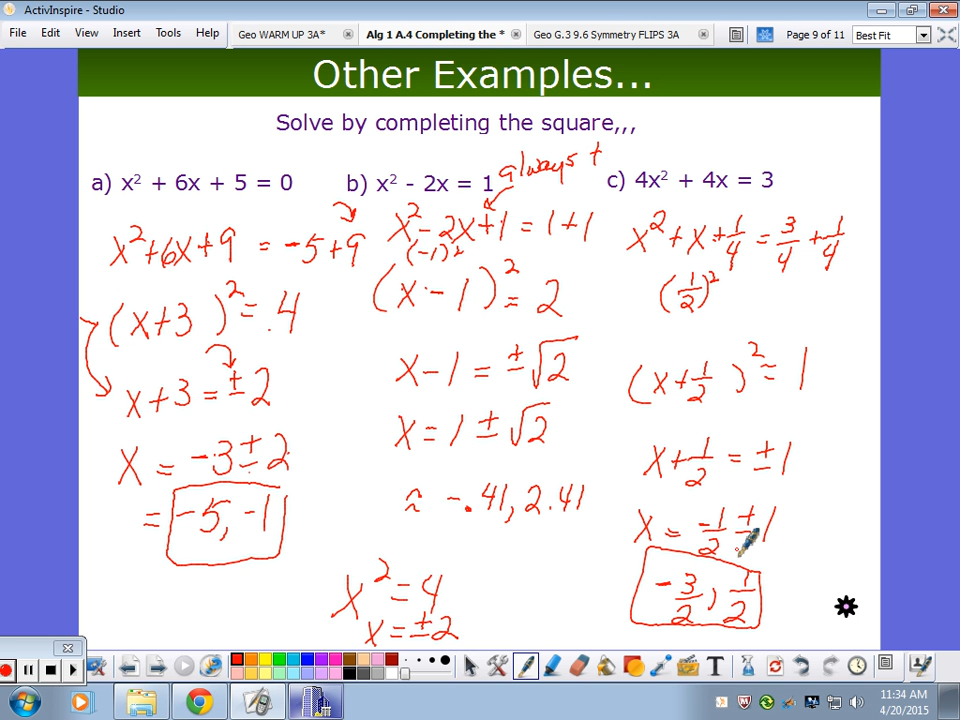 ActivInspire - Studio
File Edit View Insert Tools Help
Geo WARM UP 3A*
Alg 1 A.4 Completing the *
Geo G.3 9.6 Symmetry FLIPS 3A
Page 9 of 11
Best Fit
Other Examples...
Solve by completing the square,,,
a) x² + 6x + 5 = 0
x² + 6x + 9 = -5 + 9
(x + 3)² = 4
x + 3 = ± 2
x = -3 ± 2
= -5, -1
b) x² - 2x = 1
always +
x² - 2x + 1 = 1 + 1
(-1)²
(x - 1)² = 2
x - 1 = ± √2
x = 1 ± √2
≈ -.41, 2.41
x² = 4
x = ± 2
c) 4x² + 4x = 3
x² + x + 1/4 = 3/4 + 1/4
(1/2)²
(x + 1/2)² = 1
x + 1/2 = ± 1
x = -1/2 ± 1
-3/2, 1/2
11:34 AM
4/20/2015